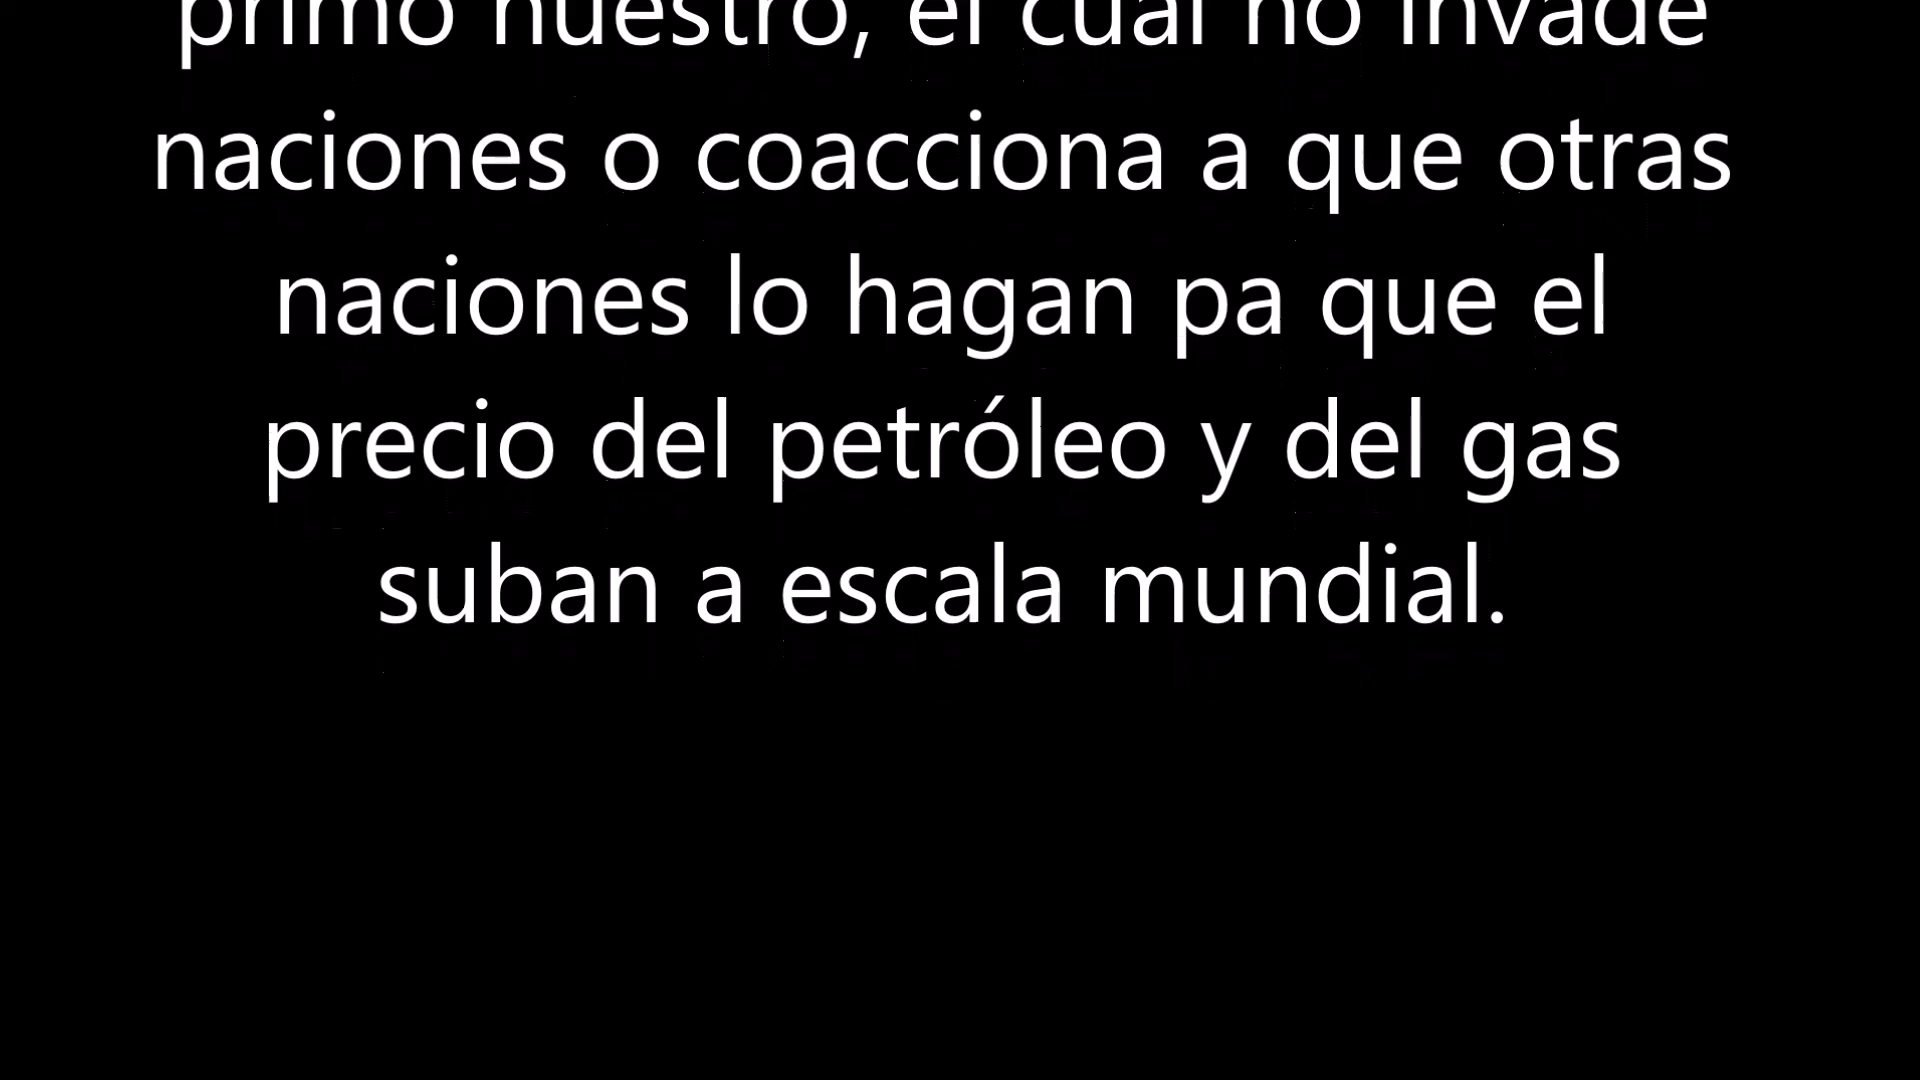 primo nuestro, el cual no invade
naciones o coacciona a que otras
naciones lo hagan pa que el
precio del petróleo y del gas
suban a escala mundial.